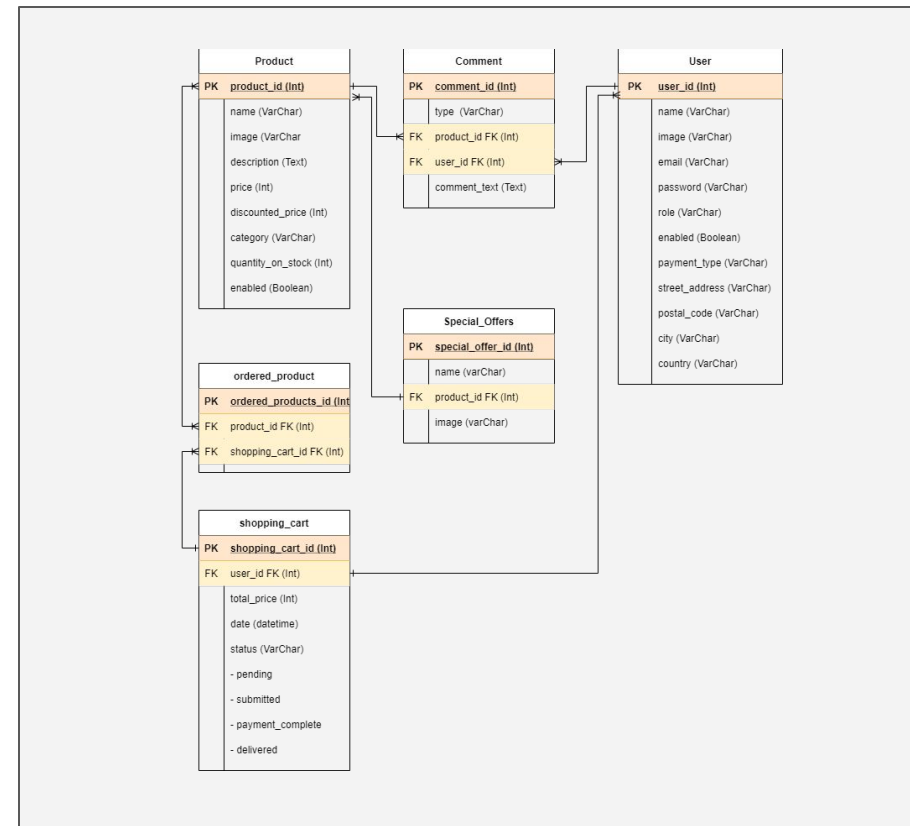 Product
PK product_id (Int)
name (VarChar)
image (VarChar
description (Text)
price (Int)
discounted_price (Int)
category (VarChar)
quantity_on_stock (Int)
enabled (Boolean)
Comment
PK comment_id (Int)
type (VarChar)
FK product_id FK (Int)
FK user_id FK (Int)
comment_text (Text)
User
PK user_id (Int)
name (VarChar)
image (VarChar)
email (VarChar)
password (VarChar)
role (VarChar)
enabled (Boolean)
payment_type (VarChar)
street_address (VarChar)
postal_code (VarChar)
city (VarChar)
country (VarChar)
Special_Offers
PK special_offer_id (Int)
name (varChar)
FK product_id FK (Int)
image (varChar)
ordered_product
PK ordered_products_id (Int
FK product_id FK (Int)
FK shopping_cart_id FK (Int)
shopping_cart
PK shopping_cart_id (Int)
FK user_id FK (Int)
total_price (Int)
date (datetime)
status (VarChar)
- pending
- submitted
- payment_complete
- delivered